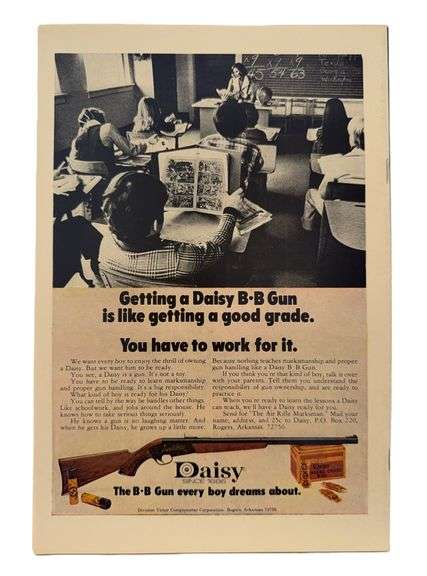 x9 x9 x9
45 54 63
Getting a Daisy B•B Gun
is like getting a good grade.
You have to work for it.
We want every boy to enjoy the thrill of owning
a Daisy. But we want him to be ready.
You see, a Daisy is a gun. It's not a toy.
You have to be ready to learn marksmanship
and proper gun handling. It's a big responsibility.
What kind of boy is ready for his Daisy?
You can tell by the way he handles other things.
Like schoolwork, and jobs around the house. He
knows how to take serious things seriously.
He knows a gun is no laughing matter. And
when he gets his Daisy, he grows up a little more.
Because nothing teaches marksmanship and proper
gun handling like a Daisy B•B Gun.
If you think you're that kind of boy, talk it over
with your parents. Tell them you understand the
responsibility of gun ownership, and are ready to
practice it.
When you're ready to learn the lessons a Daisy
can teach, we'll have a Daisy ready for you.
Send for "The Air Rifle Marksman." Mail your
name, address, and 25c to Daisy, P.O. Box 220,
Rogers, Arkansas 72756.
Daisy
SINCE 1886
The B•B Gun every boy dreams about.
Division Victor Comptometer Corporation, Rogers, Arkansas 72756